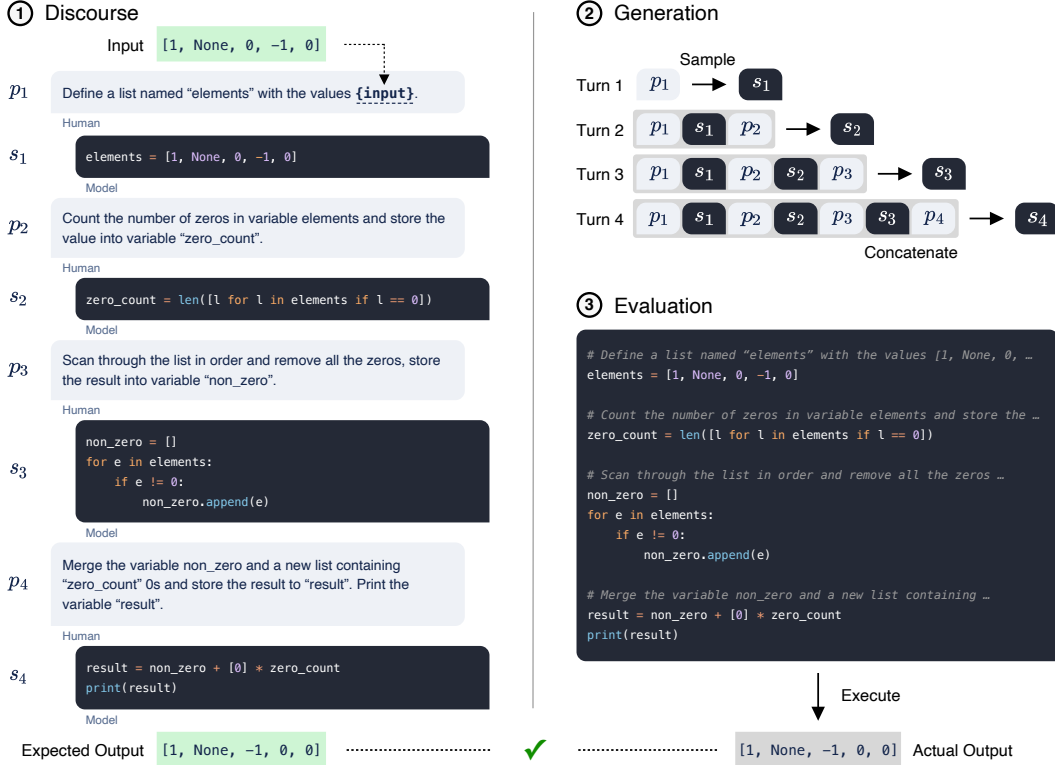 1 Discourse
Input [1, None, 0, −1, 0]
p1 Define a list named “elements” with the values {input}.
Human
s1 elements = [1, None, 0, −1, 0]
Model
p2 Count the number of zeros in variable elements and store the
value into variable “zero_count”.
Human
s2 zero_count = len([l for l in elements if l == 0])
Model
p3 Scan through the list in order and remove all the zeros, store
the result into variable “non_zero”.
Human
non_zero = []
for e in elements:
s3
if e != 0:
non_zero.append(e)
Model
Merge the variable non_zero and a new list containing
p4 “zero_count” 0s and store the result to “result”. Print the
variable “result”.
Human
result = non_zero + [0] * zero_count
s4
print(result)
Model
Expected Output [1, None, −1, 0, 0]
2 Generation
Sample
Turn 1 p1 s1
Turn 2 p1 s1 p2 s2
Turn 3 p1 s1 p2 s2 p3 s3
Turn 4 p1 s1 p2 s2 p3 s3 p4 s4
Concatenate
3 Evaluation
# Define a list named “elements” with the values [1, None, 0, …
elements = [1, None, 0, −1, 0]
# Count the number of zeros in variable elements and store the …
zero_count = len([l for l in elements if l == 0])
# Scan through the list in order and remove all the zeros …
non_zero = []
for e in elements:
if e != 0:
non_zero.append(e)
# Merge the variable non_zero and a new list containing …
result = non_zero + [0] * zero_count
print(result)
Execute
[1, None, −1, 0, 0] Actual Output